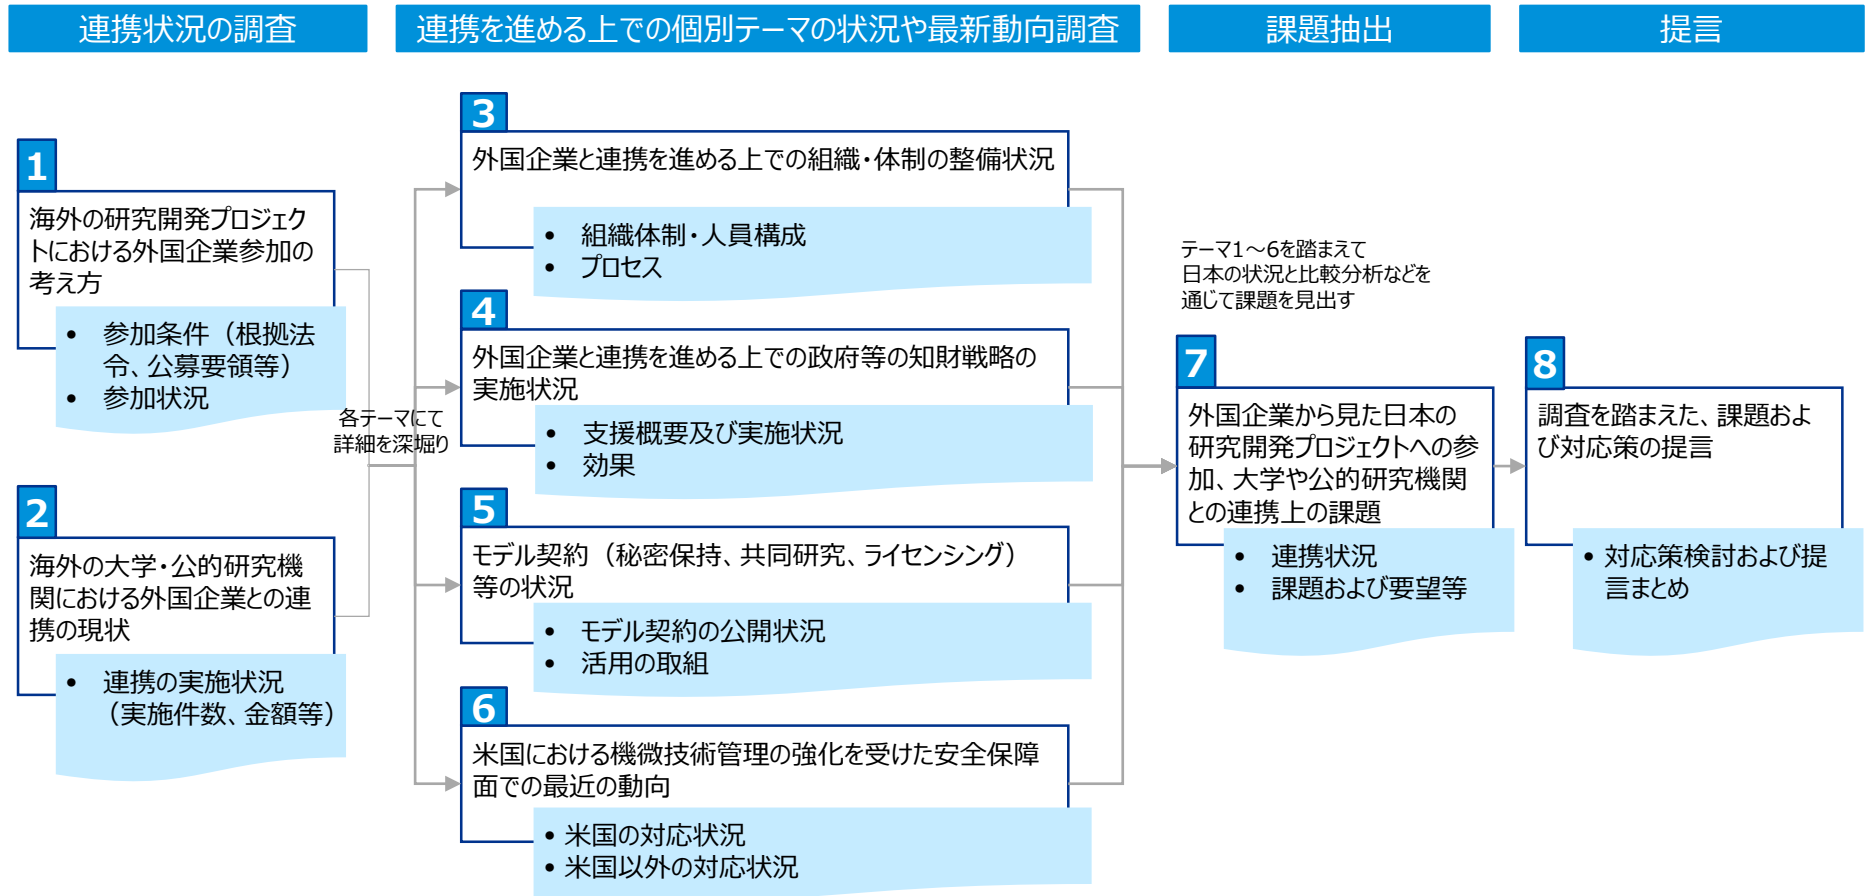 連携状況の調査
連携を進める上での個別テーマの状況や最新動向調査
課題抽出
提言
1
海外の研究開発プロジェク
トにおける外国企業参加の
考え方
• 参加条件（根拠法
令、公募要領等）
• 参加状況
2
海外の大学・公的研究機
関における外国企業との連
携の現状
• 連携の実施状況
（実施件数、金額等）
各テーマにて
詳細を深堀り
3
外国企業と連携を進める上での組織・体制の整備状況
• 組織体制・人員構成
• プロセス
4
外国企業と連携を進める上での政府等の知財戦略の
実施状況
• 支援概要及び実施状況
• 効果
5
モデル契約（秘密保持、共同研究、ライセンシング）
等の状況
• モデル契約の公開状況
• 活用の取組
6
米国における機微技術管理の強化を受けた安全保障
面での最近の動向
• 米国の対応状況
• 米国以外の対応状況
テーマ1～6を踏まえて
日本の状況と比較分析などを
通じて課題を見出す
7
外国企業から見た日本の
研究開発プロジェクトへの参
加、大学や公的研究機関
との連携上の課題
• 連携状況
• 課題および要望等
8
調査を踏まえた、課題およ
び対応策の提言
• 対応策検討および提
言まとめ